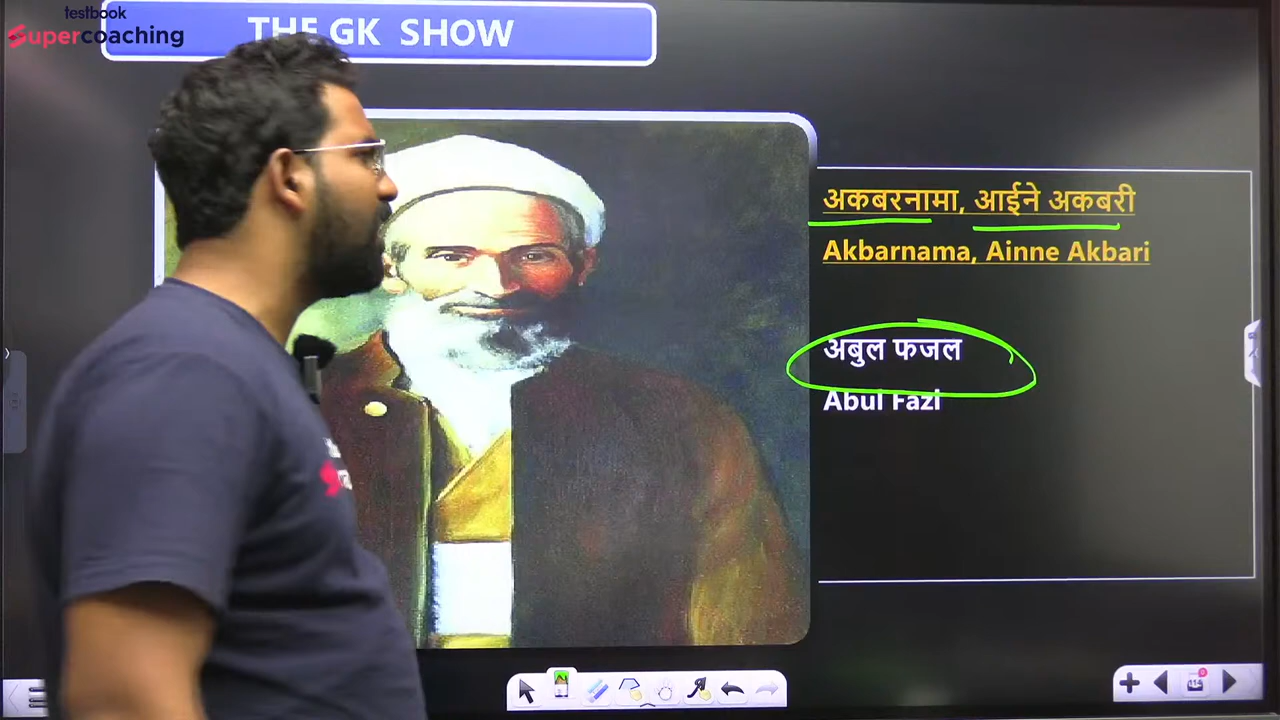 testbook
Supercoaching
THE GK SHOW
अकबरनामा, आईने अकबरी
Akbarnama, Ainne Akbari
अबुल फजल
Abul Fazl